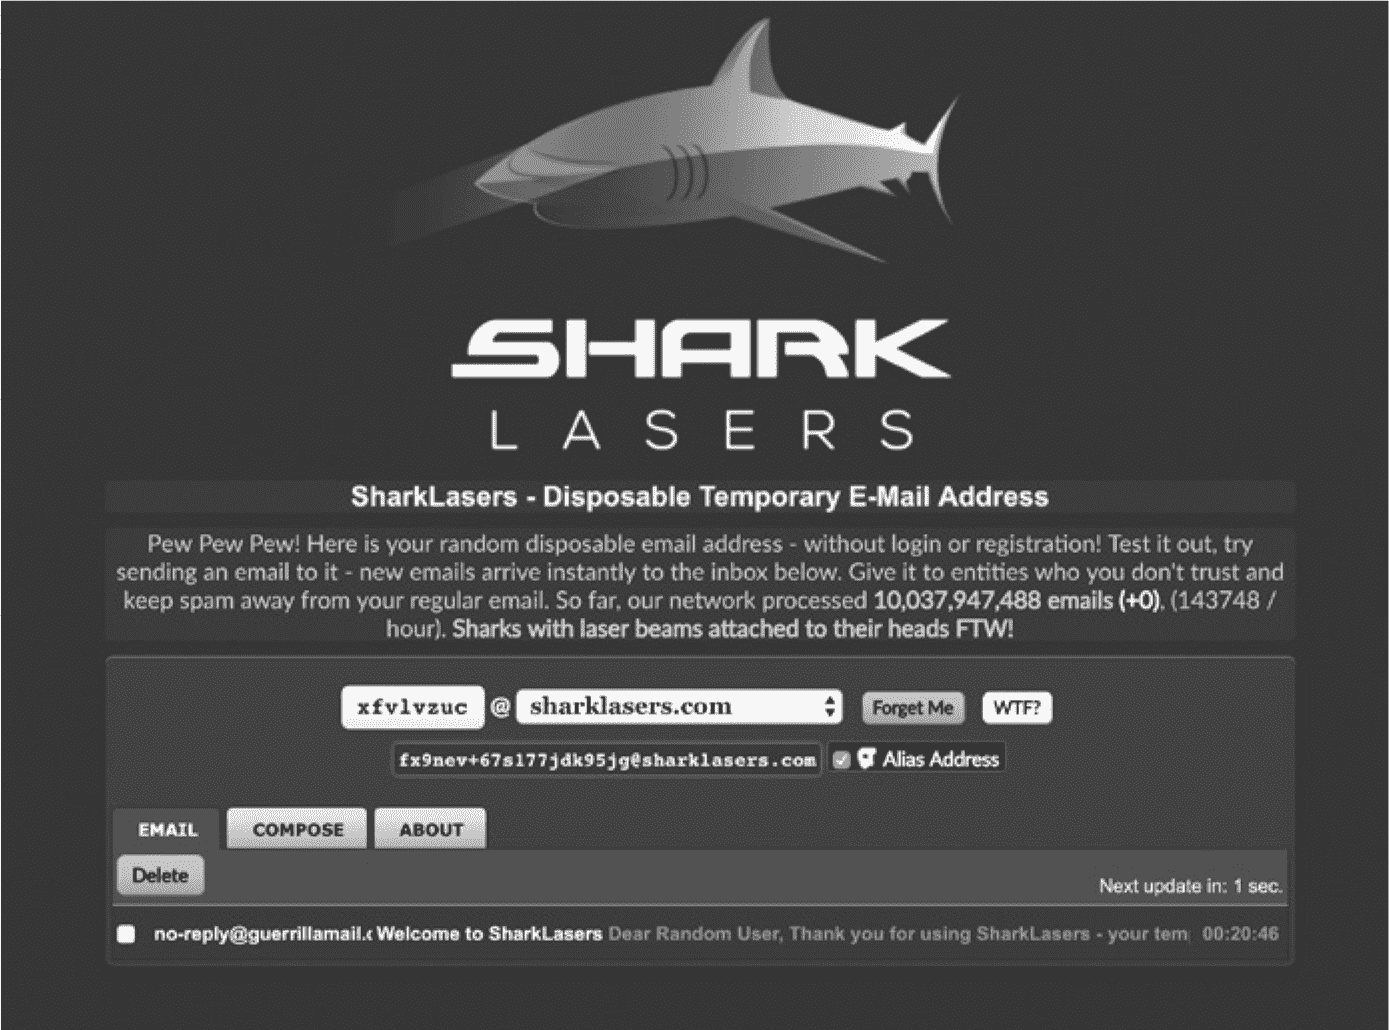 SHARK
LASERS
SharkLasers - Disposable Temporary E-Mail Address
Pew Pew Pew! Here is your random disposable email address - without login or registration! Test it out, try
sending an email to it - new emails arrive instantly to the inbox below. Give it to entities who you don't trust and
keep spam away from your regular email. So far, our network processed 10,037,947,488 emails (+0), (143748 /
hour). Sharks with laser beams attached to their heads FTW!
xfvlvzuc @ sharklasers.com Forget Me WTF?
fx9nev+67s177jdk95jg@sharklasers.com Alias Address
EMAIL COMPOSE ABOUT
Delete
Next update in: 1 sec.
no-reply@guerrillamail.c Welcome to SharkLasers Dear Random User, Thank you for using SharkLasers - your tem 00:20:46